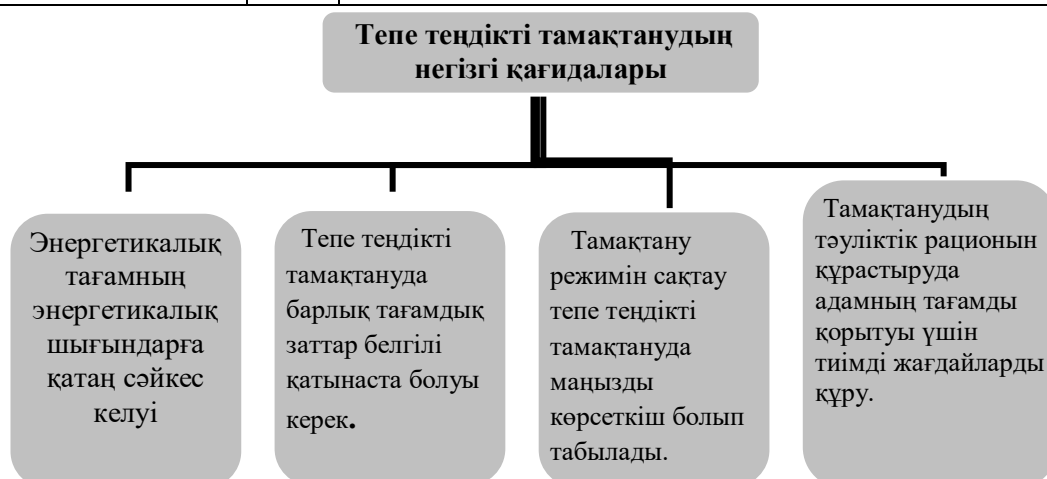 Тепе теңдікті тамақтанудың
негізгі қағидалары
Энергетикалық
тағамның
энергетикалық
шығындарға
қатаң сәйкес
келуі
Тепе теңдікті
тамақтануда
барлық тағамдық
заттар белгілі
қатынаста болуы
керек.
Тамақтану
режимін сақтау
тепе теңдікті
тамақтануда
маңызды
көрсеткіш болып
табылады.
Тамақтанудың
тәуліктік рационын
құрастыруда
адамның тағамды
қорытуы үшін
тиімді жағдайларды
құру.